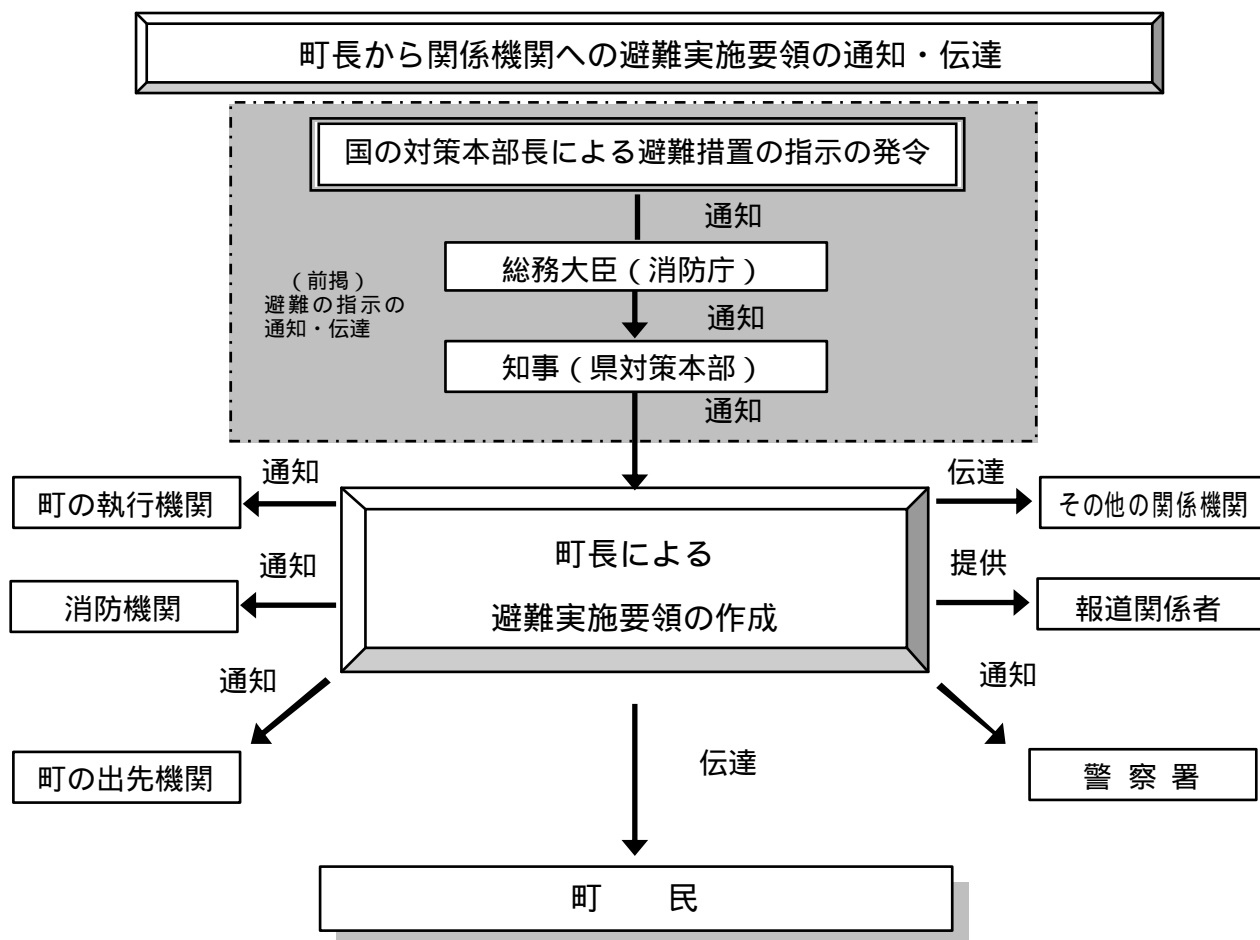 町長から関係機関への避難実施要領の通知・伝達
国の対策本部長による避難措置の指示の発令
通知
総務大臣(消防庁)
(前掲)
避難の指示の
通知・伝達
通知
知事(県対策本部)
通知
通知
町の執行機関
伝達
その他の関係機関
町長による
避難実施要領の作成
通知
消防機関
提供
報道関係者
通知
町の出先機関
通知
警察署
伝達
町民